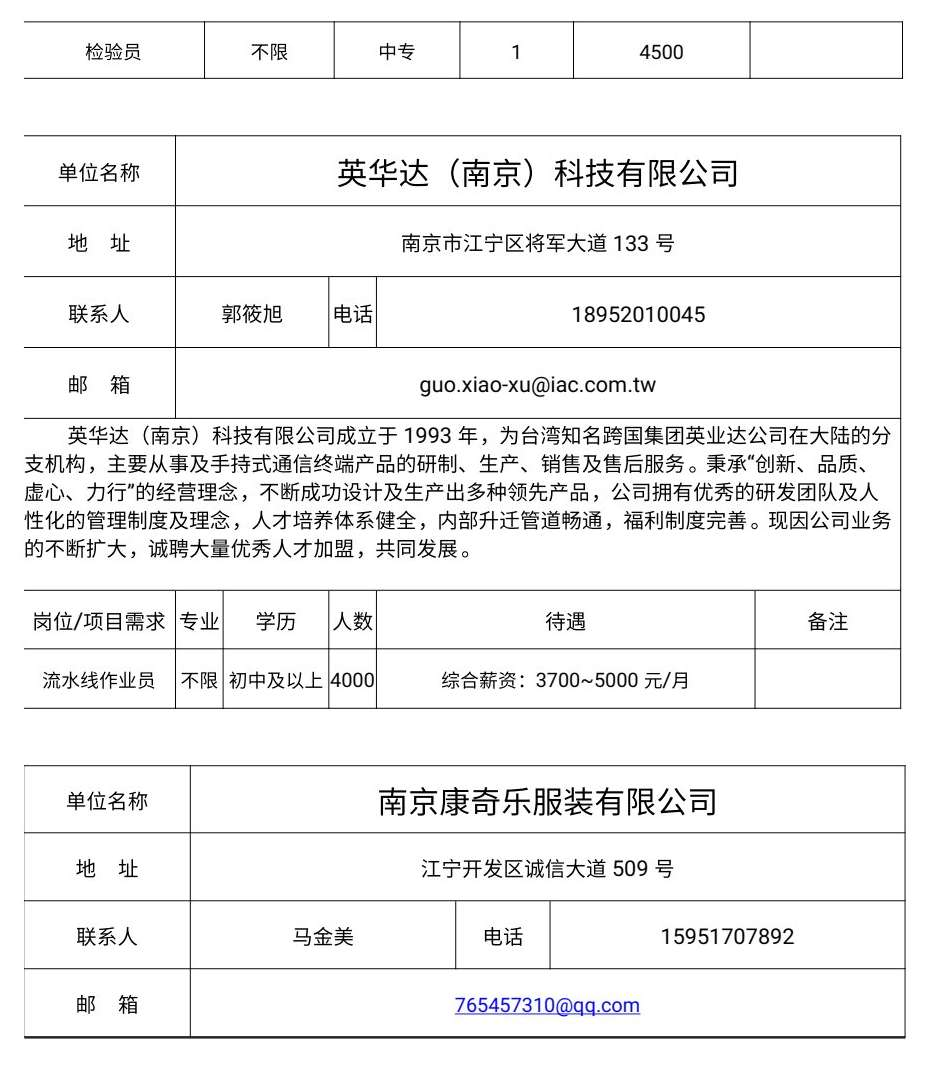 检验员 不限 中专 1 4500
单位名称 英华达（南京）科技有限公司
地 址 南京市江宁区将军大道 133 号
联系人 郭筱旭 电话 18952010045
邮 箱 guo.xiao-xu@iac.com.tw
英华达（南京）科技有限公司成立于 1993 年，为台湾知名跨国集团英业达公司在大陆的分
支机构，主要从事及手持式通信终端产品的研制、生产、销售及售后服务。秉承“创新、品质、
虚心、力行”的经营理念，不断成功设计及生产出多种领先产品，公司拥有优秀的研发团队及人
性化的管理制度及理念，人才培养体系健全，内部升迁管道畅通，福利制度完善。现因公司业务
的不断扩大，诚聘大量优秀人才加盟，共同发展。
岗位/项目需求 专业 学历 人数 待遇 备注
流水线作业员 不限 初中及以上 4000 综合薪资：3700~5000 元/月
单位名称 南京康奇乐服装有限公司
地 址 江宁开发区诚信大道 509 号
联系人 马金美 电话 15951707892
邮 箱 765457310@qq.com